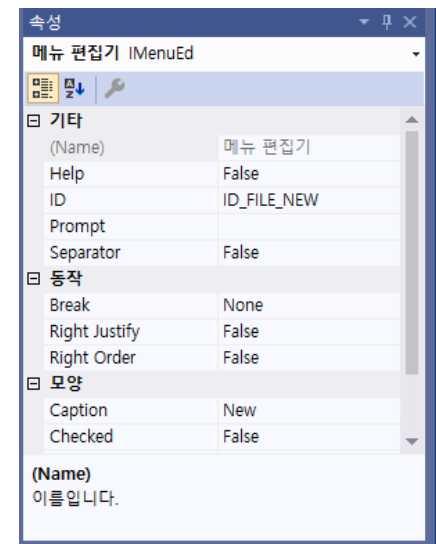 속성
메뉴 편집기 IMenuEd
기타
(Name) 메뉴 편집기
Help False
ID ID_FILE_NEW
Prompt
Separator False
동작
Break None
Right Justify False
Right Order False
모양
Caption New
Checked False
(Name)
이름입니다.